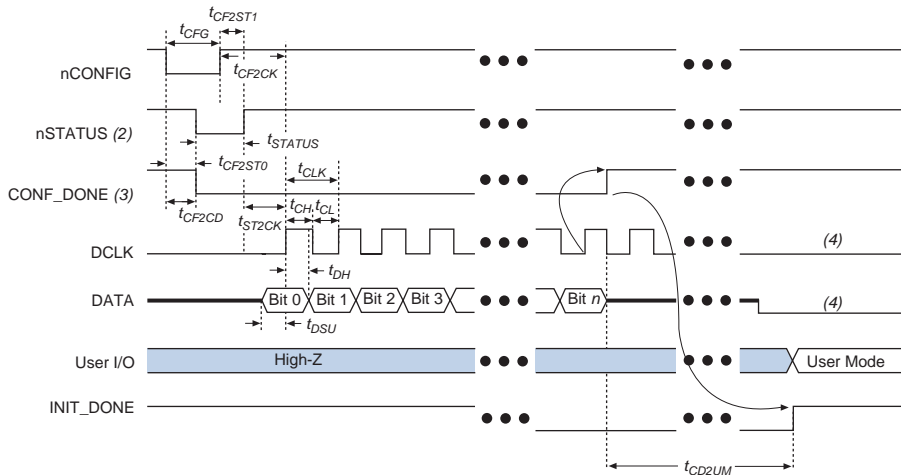 tCF2ST1
tCFG
nCONFIG
tCF2CK
nSTATUS (2)
tSTATUS
tCF2ST0
tCLK
CONF_DONE (3)
tCF2CD
tST2CK
tCH
tCL
DCLK
(4)
tDH
DATA
Bit 0
Bit 1
Bit 2
Bit 3
Bit n
(4)
tDSU
User I/O
High-Z
User Mode
INIT_DONE
tCD2UM